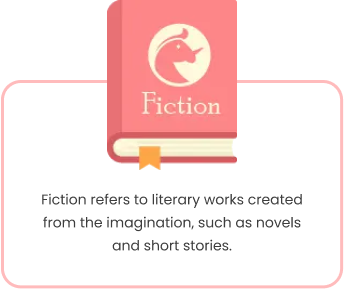 Fiction
Fiction refers to literary works created
from the imagination, such as novels
and short stories.